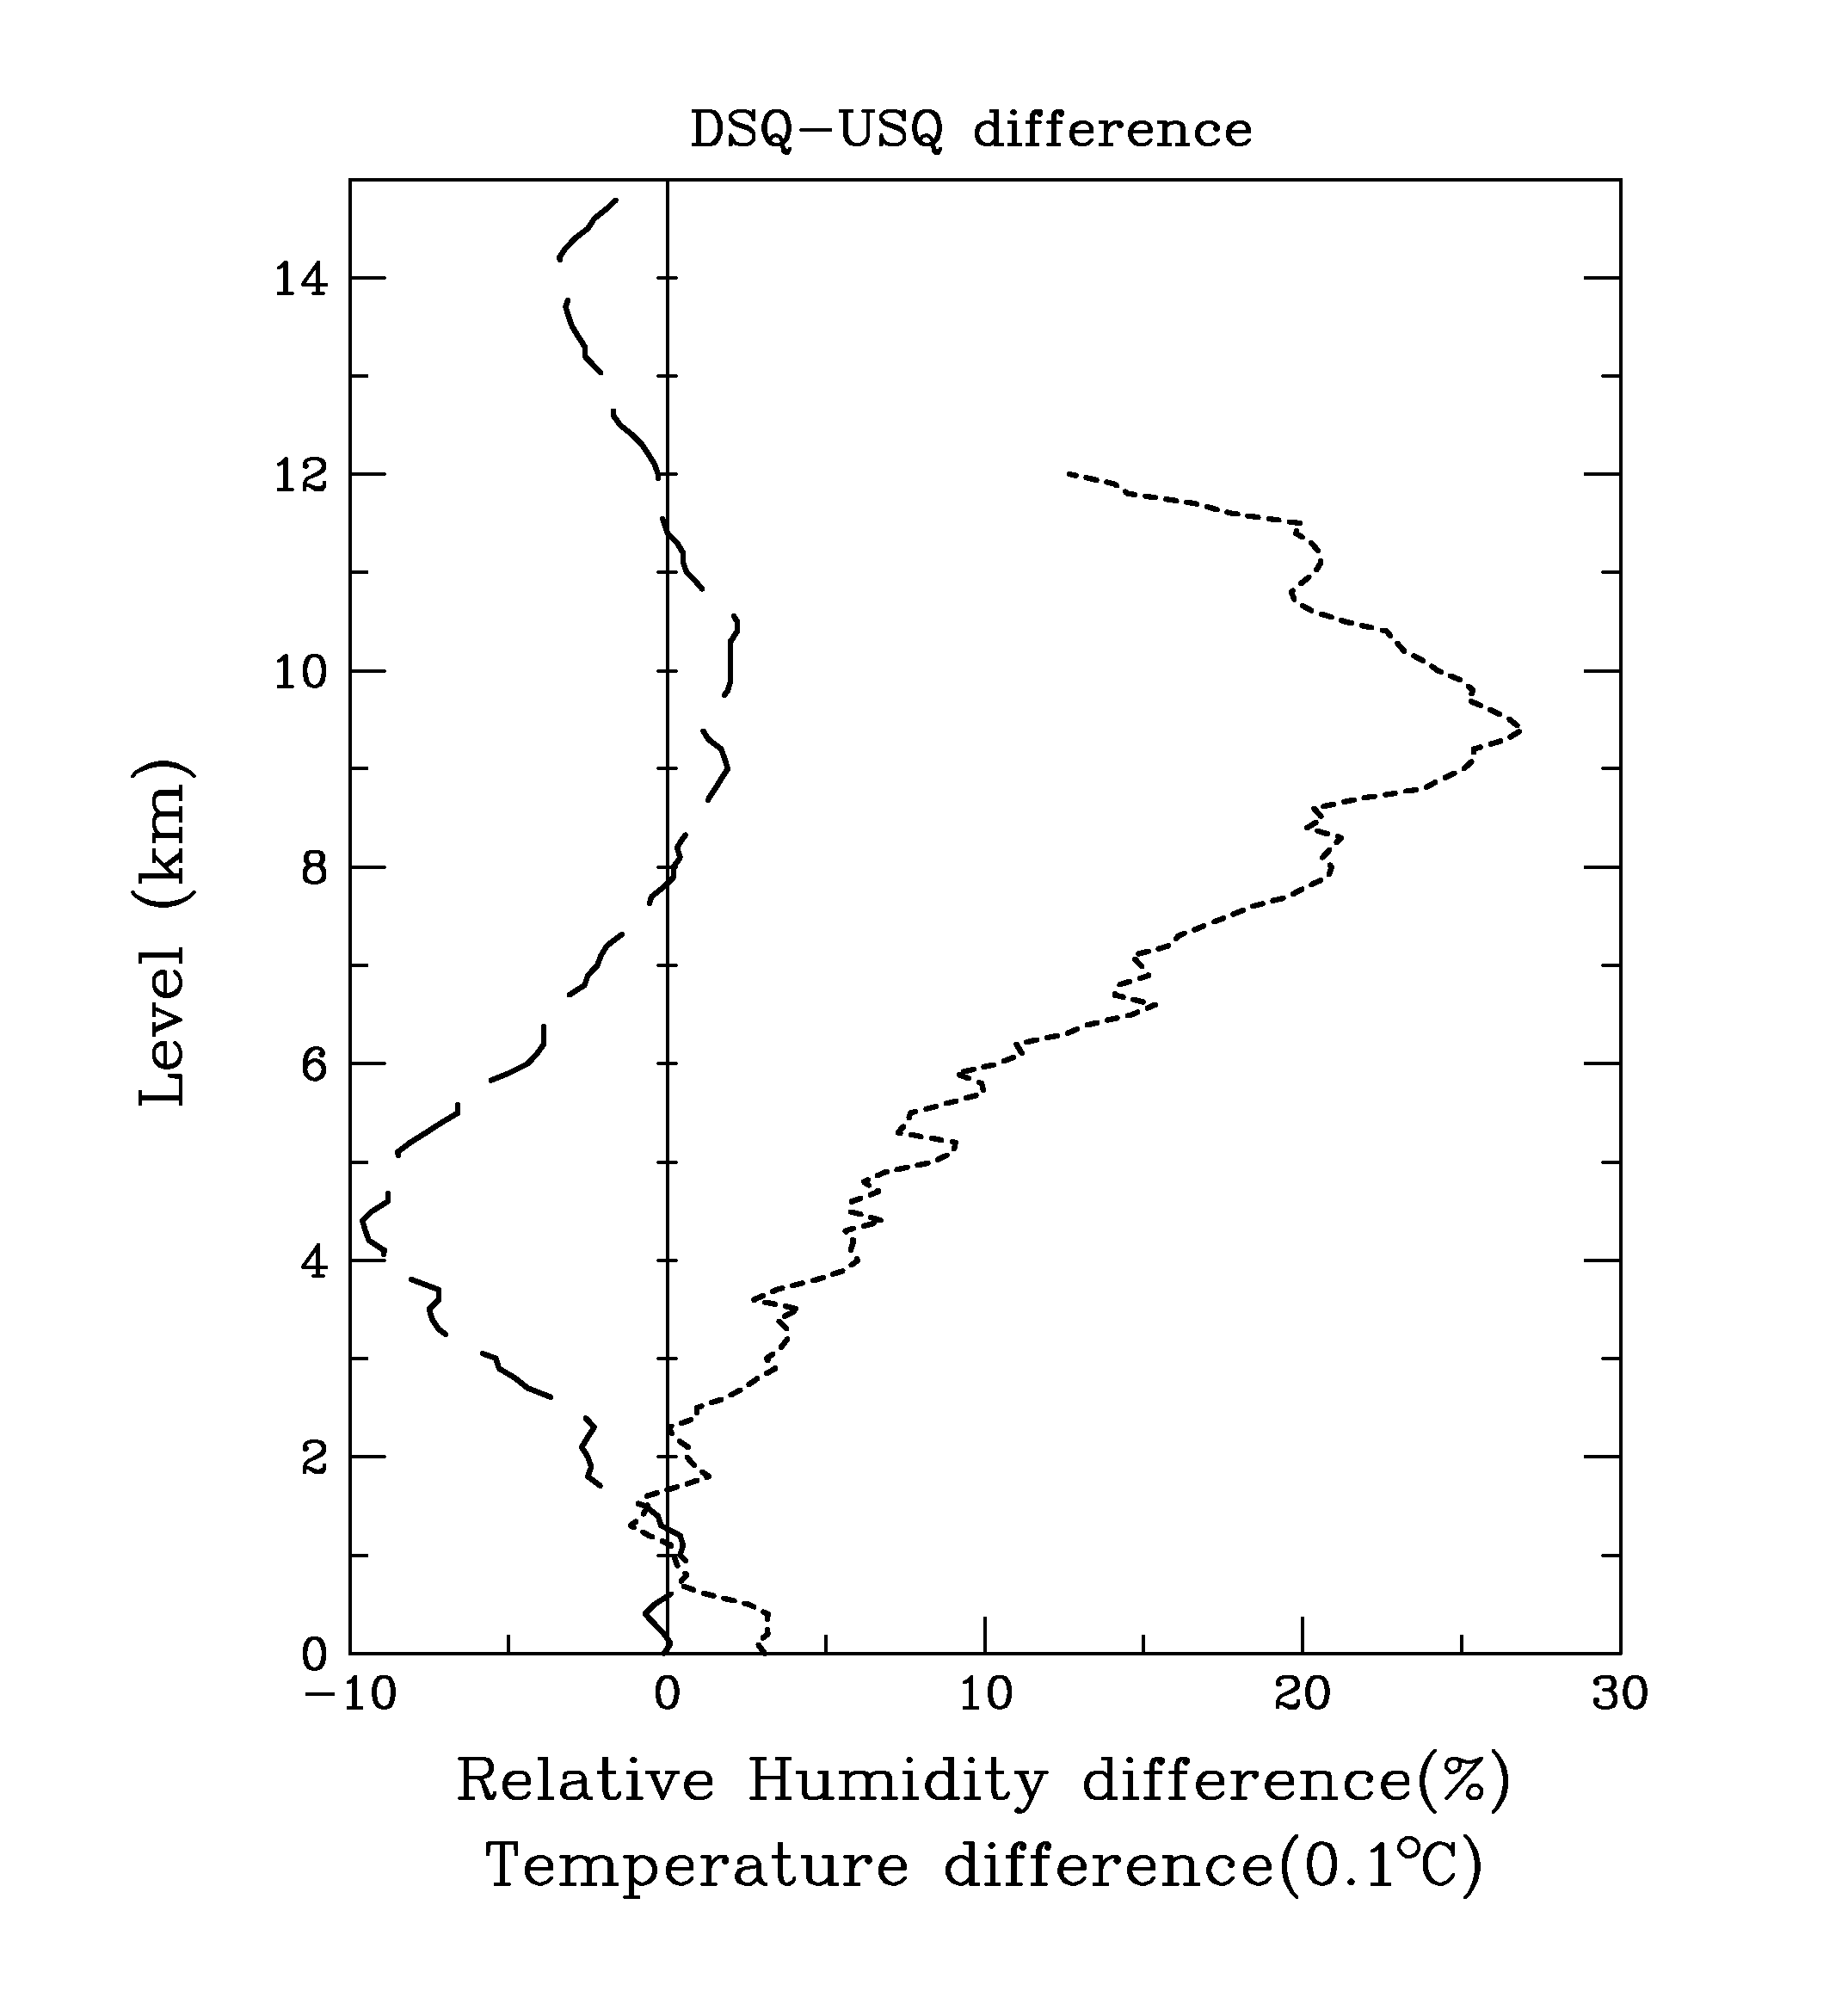 DSQ-USQ difference
14
12
10
8
6
4
2
0
Level (km)
-10 0 10 20 30
Relative Humidity difference(%)
Temperature difference(0.1°C)